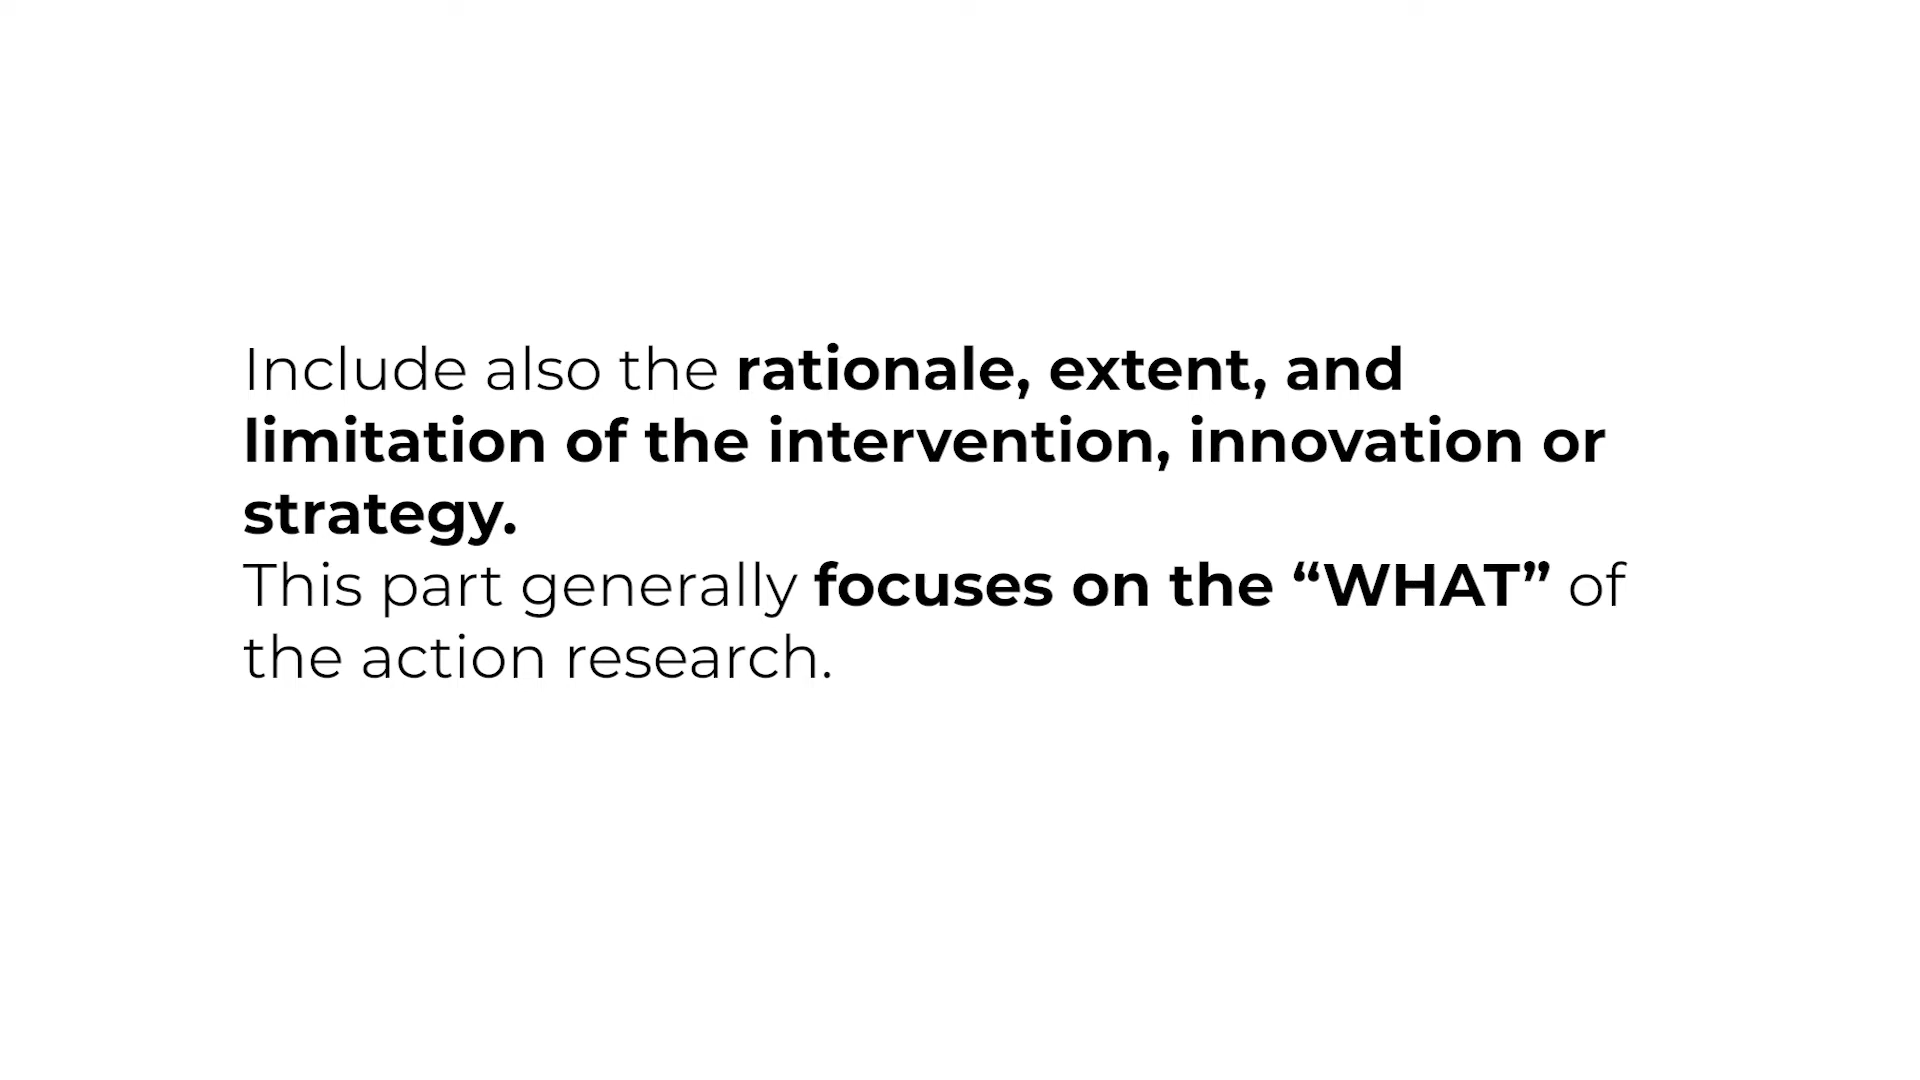 Include also the rationale, extent, and
limitation of the intervention, innovation or
strategy.
This part generally focuses on the “WHAT” of
the action research.